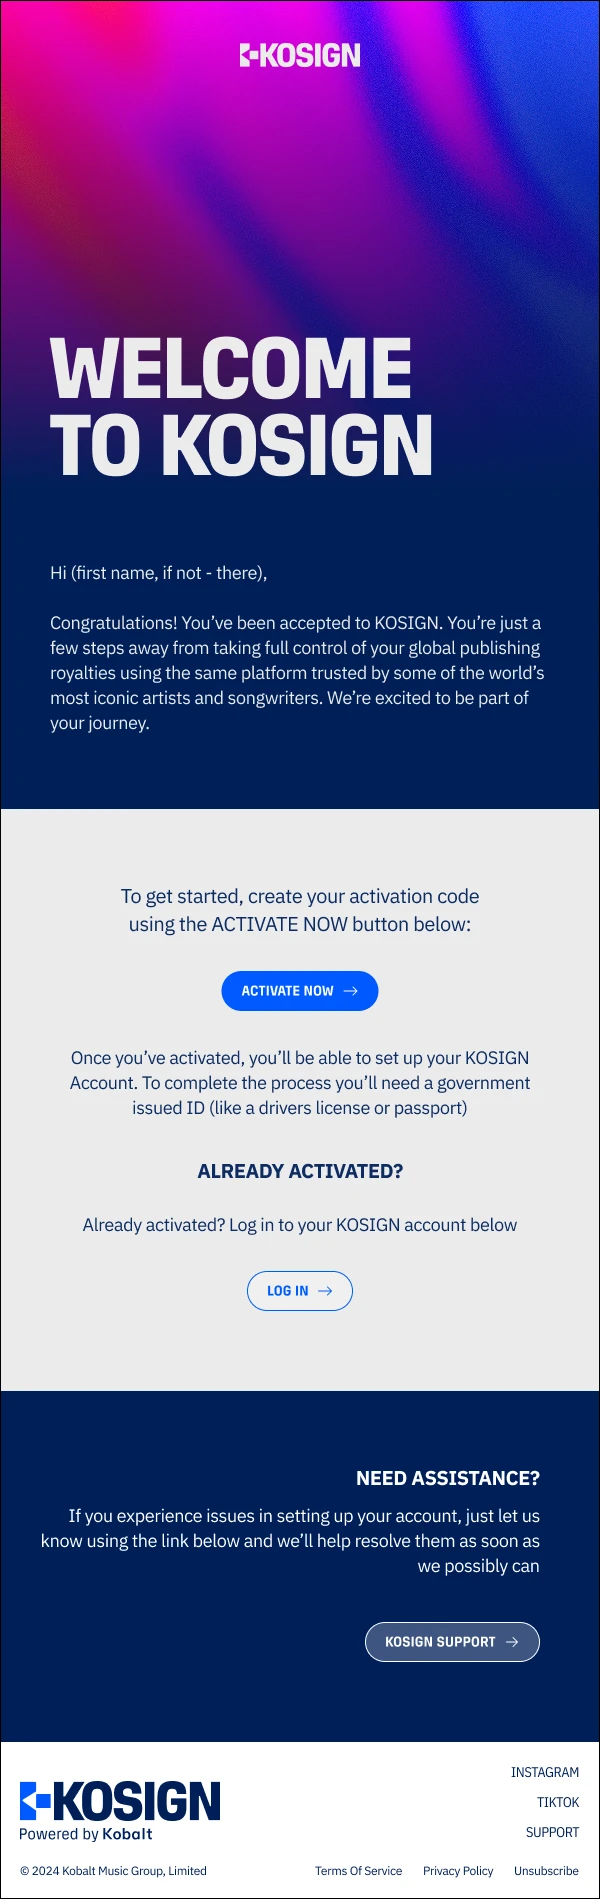 KOSIGN
WELCOME
TO KOSIGN
Hi (first name, if not - there),
Congratulations! You’ve been accepted to KOSIGN. You’re just a
few steps away from taking full control of your global publishing
royalties using the same platform trusted by some of the world’s
most iconic artists and songwriters. We’re excited to be part of
your journey.
To get started, create your activation code
using the ACTIVATE NOW button below:
ACTIVATE NOW →
Once you’ve activated, you’ll be able to set up your KOSIGN
Account. To complete the process you’ll need a government
issued ID (like a drivers license or passport)
ALREADY ACTIVATED?
Already activated? Log in to your KOSIGN account below
LOG IN →
NEED ASSISTANCE?
If you experience issues in setting up your account, just let us
know using the link below and we’ll help resolve them as soon as
we possibly can
KOSIGN SUPPORT →
INSTAGRAM
TIKTOK
SUPPORT
KOSIGN
Powered by Kobalt
© 2024 Kobalt Music Group, Limited
Terms Of Service Privacy Policy Unsubscribe